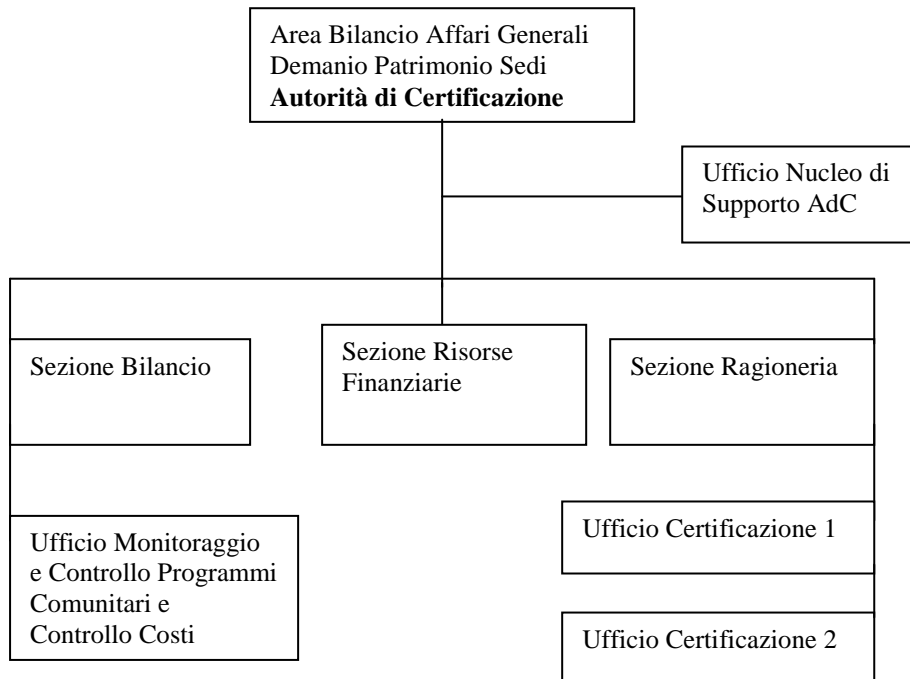 Area Bilancio Affari Generali
Demanio Patrimonio Sedi
Autorità di Certificazione
Ufficio Nucleo di
Supporto AdC
Sezione Bilancio
Sezione Risorse
Finanziarie
Sezione Ragioneria
Ufficio Monitoraggio
e Controllo Programmi
Comunitari e
Controllo Costi
Ufficio Certificazione 1
Ufficio Certificazione 2